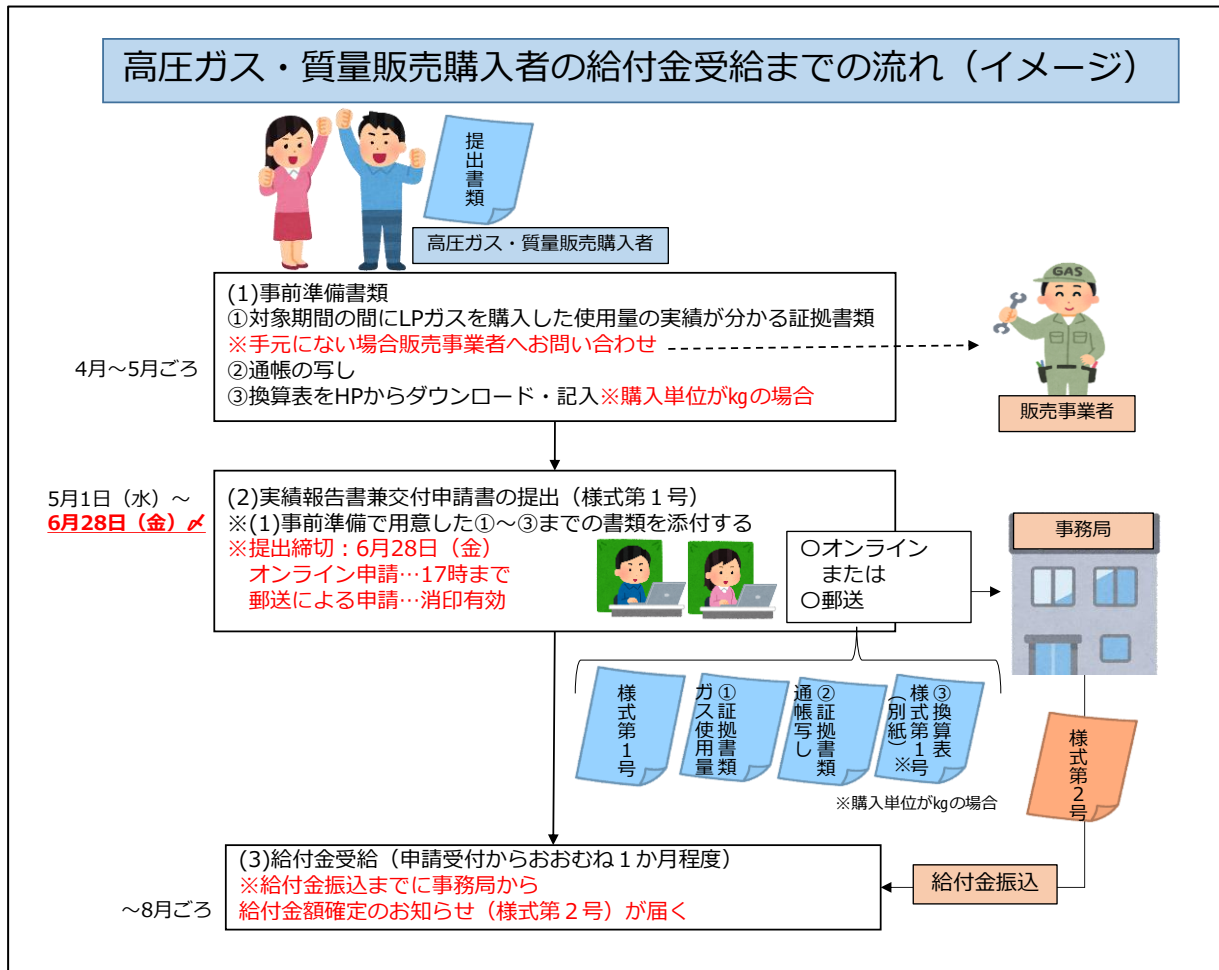 高圧ガス・質量販売購入者の給付金受給までの流れ（イメージ）
提出書類
高圧ガス・質量販売購入者
GAS
販売事業者
4月～5月ごろ
(1)事前準備書類
①対象期間の間にLPガスを購入した使用量の実績が分かる証拠書類
※手元にない場合販売事業者へお問い合わせ
②通帳の写し
③換算表をHPからダウンロード・記入※購入単位が㎏の場合
5月1日（水）～
6月28日（金）〆
(2)実績報告書兼交付申請書の提出（様式第１号）
※(1)事前準備で用意した①～③までの書類を添付する
※提出締切：6月28日（金）
オンライン申請…17時まで
郵送による申請…消印有効
〇オンライン
または
〇郵送
事務局
様式第１号
①証拠書類
ガス使用量
②証拠書類
通帳写し
③換算表
様式第１号
（別紙）※
※購入単位が㎏の場合
様式第２号
給付金振込
～8月ごろ
(3)給付金受給（申請受付からおおむね１か月程度）
※給付金振込までに事務局から
給付金額確定のお知らせ（様式第２号）が届く